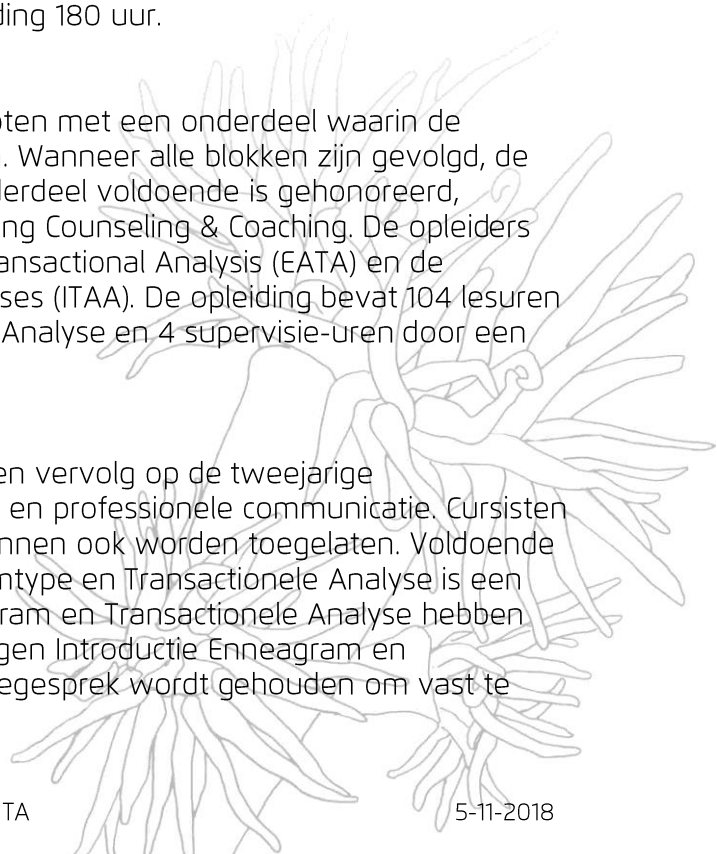 ding 180 uur.
oten met een onderdeel waarin de
. Wanneer alle blokken zijn gevolgd, de
derdeel voldoende is gehonoreerd,
ng Counseling & Coaching. De opleiders
ansactional Analysis (EATA) en de
ses (ITAA). De opleiding bevat 104 lesuren
Analyse en 4 supervisie-uren door een
en vervolg op de tweejarige
en professionele communicatie. Cursisten
nnen ook worden toegelaten. Voldoende
mtype en Transactionele Analyse is een
ram en Transactionele Analyse hebben
gen Introductie Enneagram en
egesprek wordt gehouden om vast te
TA 5-11-2018